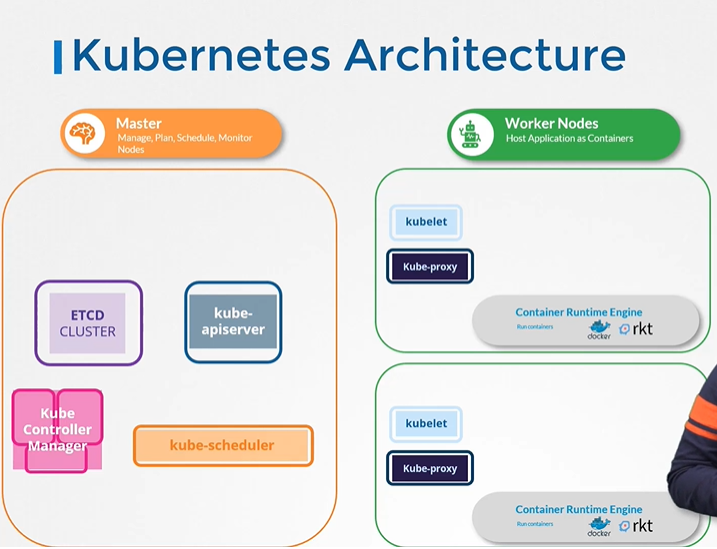 Kubernetes Architecture
Master
Manage, Plan, Schedule, Monitor
Nodes
Worker Nodes
Host Application as Containers
ETCD
CLUSTER
kube-
apiserver
Kube
Controller
Manager
kube-scheduler
kubelet
Kube-proxy
Container Runtime Engine
Run containers
docker
rkt
kubelet
Kube-proxy
Container Runtime Engine
Run containers
docker
rkt